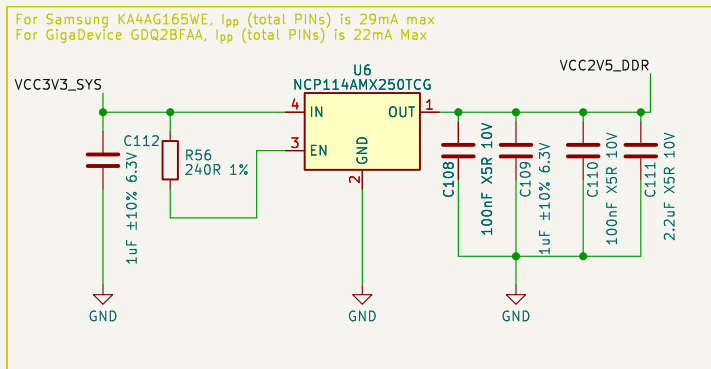 For Samsung KA4AG165WE, Ipp (total PINs) is 29mA max
For GigaDevice GDQ2BFAA, Ipp (total PINs) is 22mA Max
VCC3V3_SYS
U6
NCP114AMX250TCG
VCC2V5_DDR
4
IN
OUT
1
3
EN
GND
2
C112
1uF ±10% 6.3V
R56
240R 1%
C108
100nF X5R 10V
C109
1uF ±10% 6.3V
C110
100nF X5R 10V
C111
2.2uF X5R 10V
GND
GND
GND